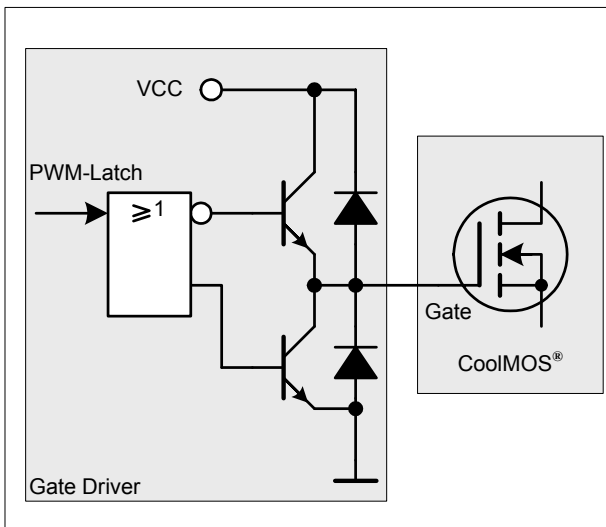 VCC
PWM-Latch
≥1
Gate
CoolMOS®
Gate Driver